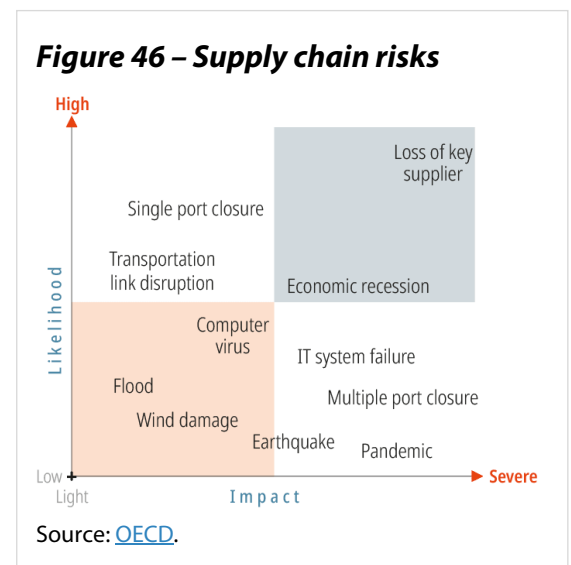 Figure 46 – Supply chain risks
High
Loss of key
supplier
Single port closure
Transportation
link disruption
Economic recession
Likelihood
Computer
virus
IT system failure
Flood
Multiple port closure
Wind damage
Earthquake
Pandemic
Low
Severe
Light
Impact
Source: OECD.